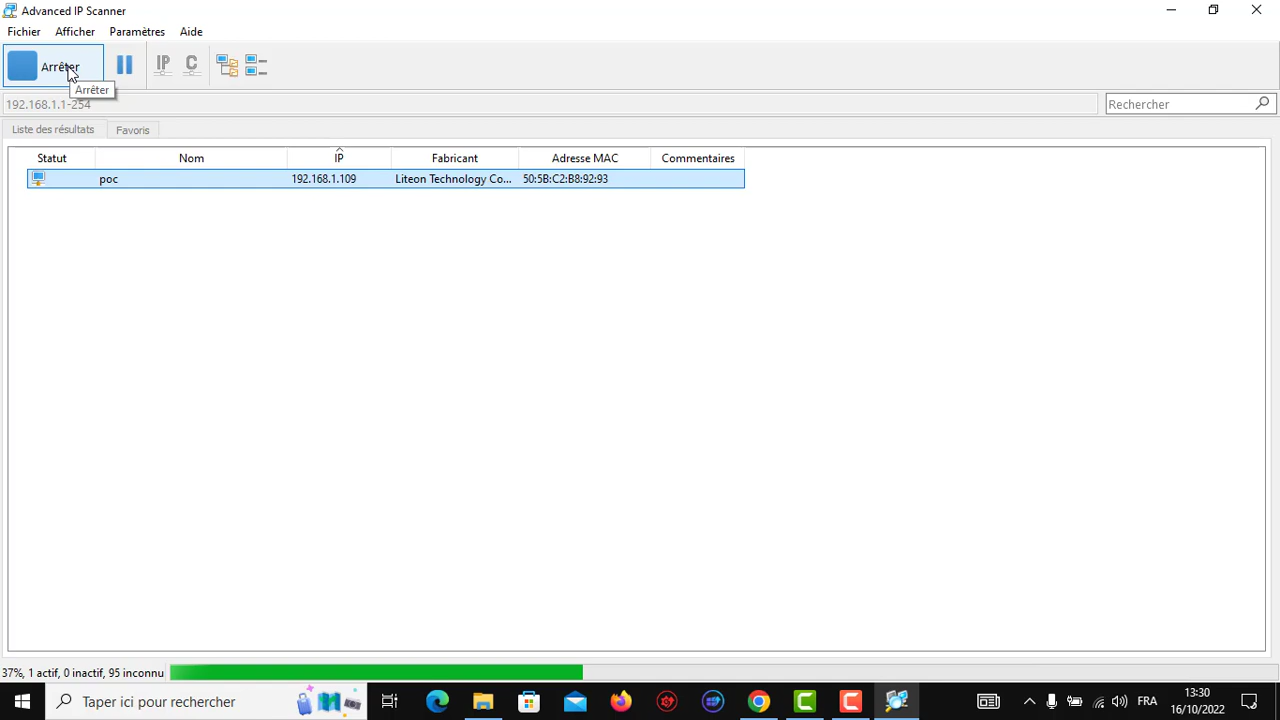 Advanced IP Scanner
Fichier Afficher Paramètres Aide
Arrêter IP C
Arrêter
192.168.1.1-254 Rechercher
Liste des résultats Favoris
Statut Nom IP Fabricant Adresse MAC Commentaires
poc 192.168.1.109 Liteon Technology Co... 50:5B:C2:B8:92:93
37%, 1 actif, 0 inactif, 95 inconnu
Taper ici pour rechercher FRA 13:30
16/10/2022